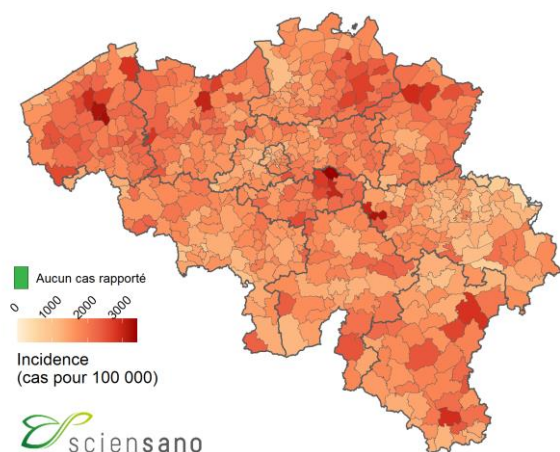 Aucun cas rapporté
0 1000 2000 3000
Incidence
(cas pour 100 000)
sciensano